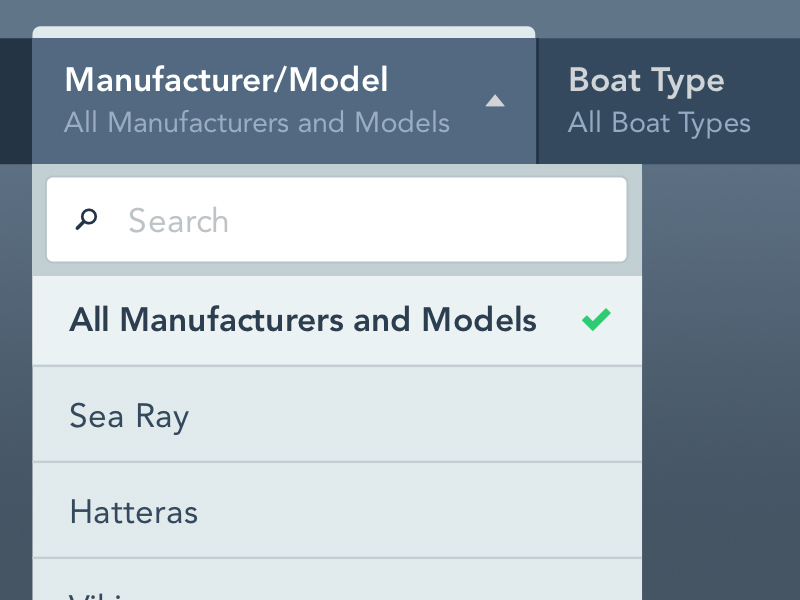 Manufacturer/Model
All Manufacturers and Models
Boat Type
All Boat Types
Search
All Manufacturers and Models
Sea Ray
Hatteras